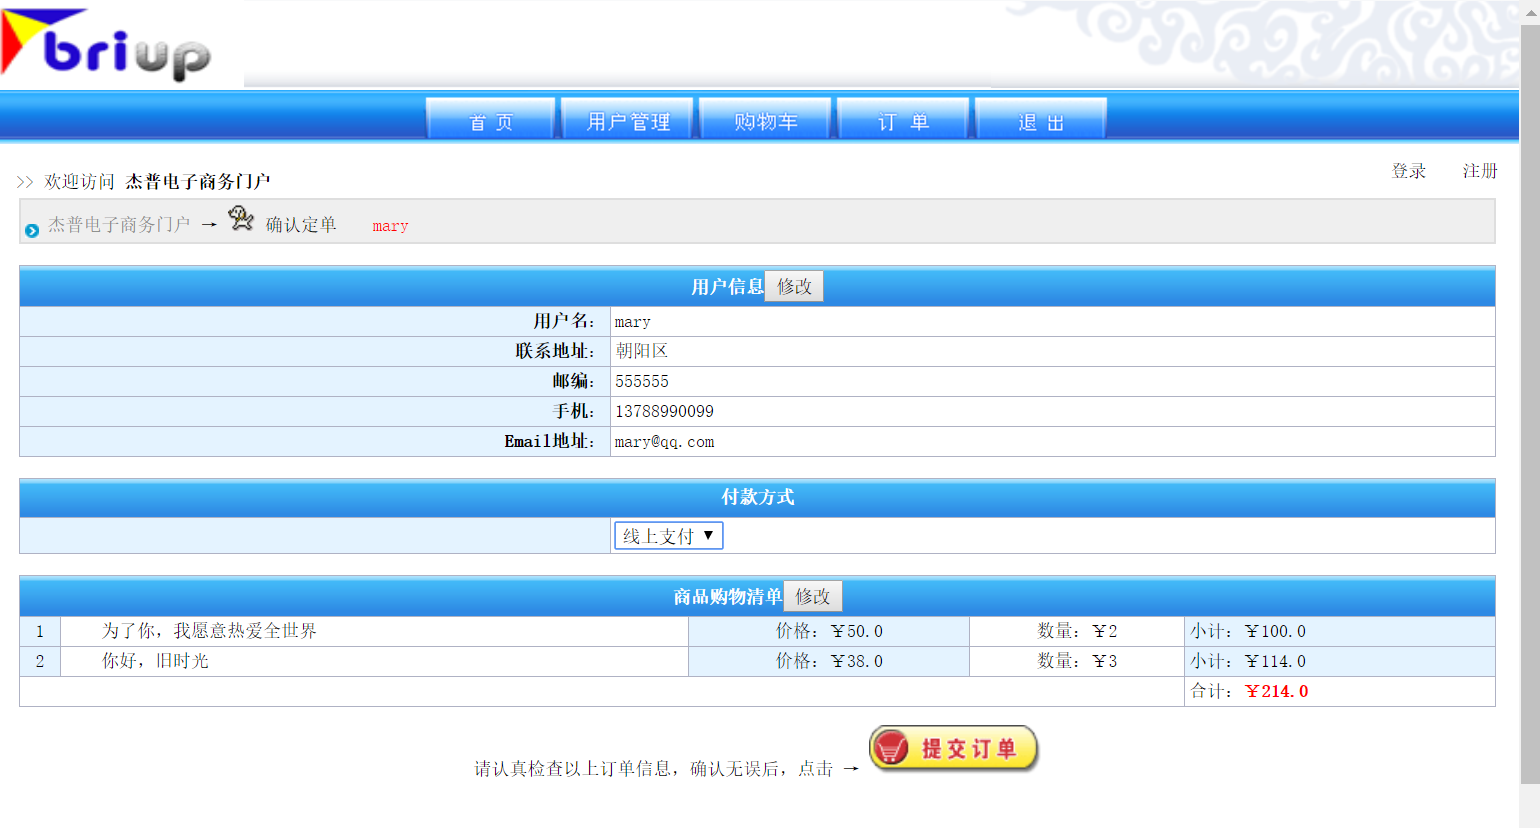 briup
首 页 用户管理 购物车 订 单 退 出
登录 注册
>> 欢迎访问 杰普电子商务门户
杰普电子商务门户 → 确认定单 mary
用户信息 修改
用户名： mary
联系地址： 朝阳区
邮编： 555555
手机： 13788990099
Email地址： mary@qq.com
付款方式
线上支付 ▼
商品购物清单 修改
1 为了你，我愿意热爱全世界 价格：￥50.0 数量：￥2 小计：￥100.0
2 你好，旧时光 价格：￥38.0 数量：￥3 小计：￥114.0
合计：￥214.0
请认真检查以上订单信息，确认无误后，点击 → 提交订单